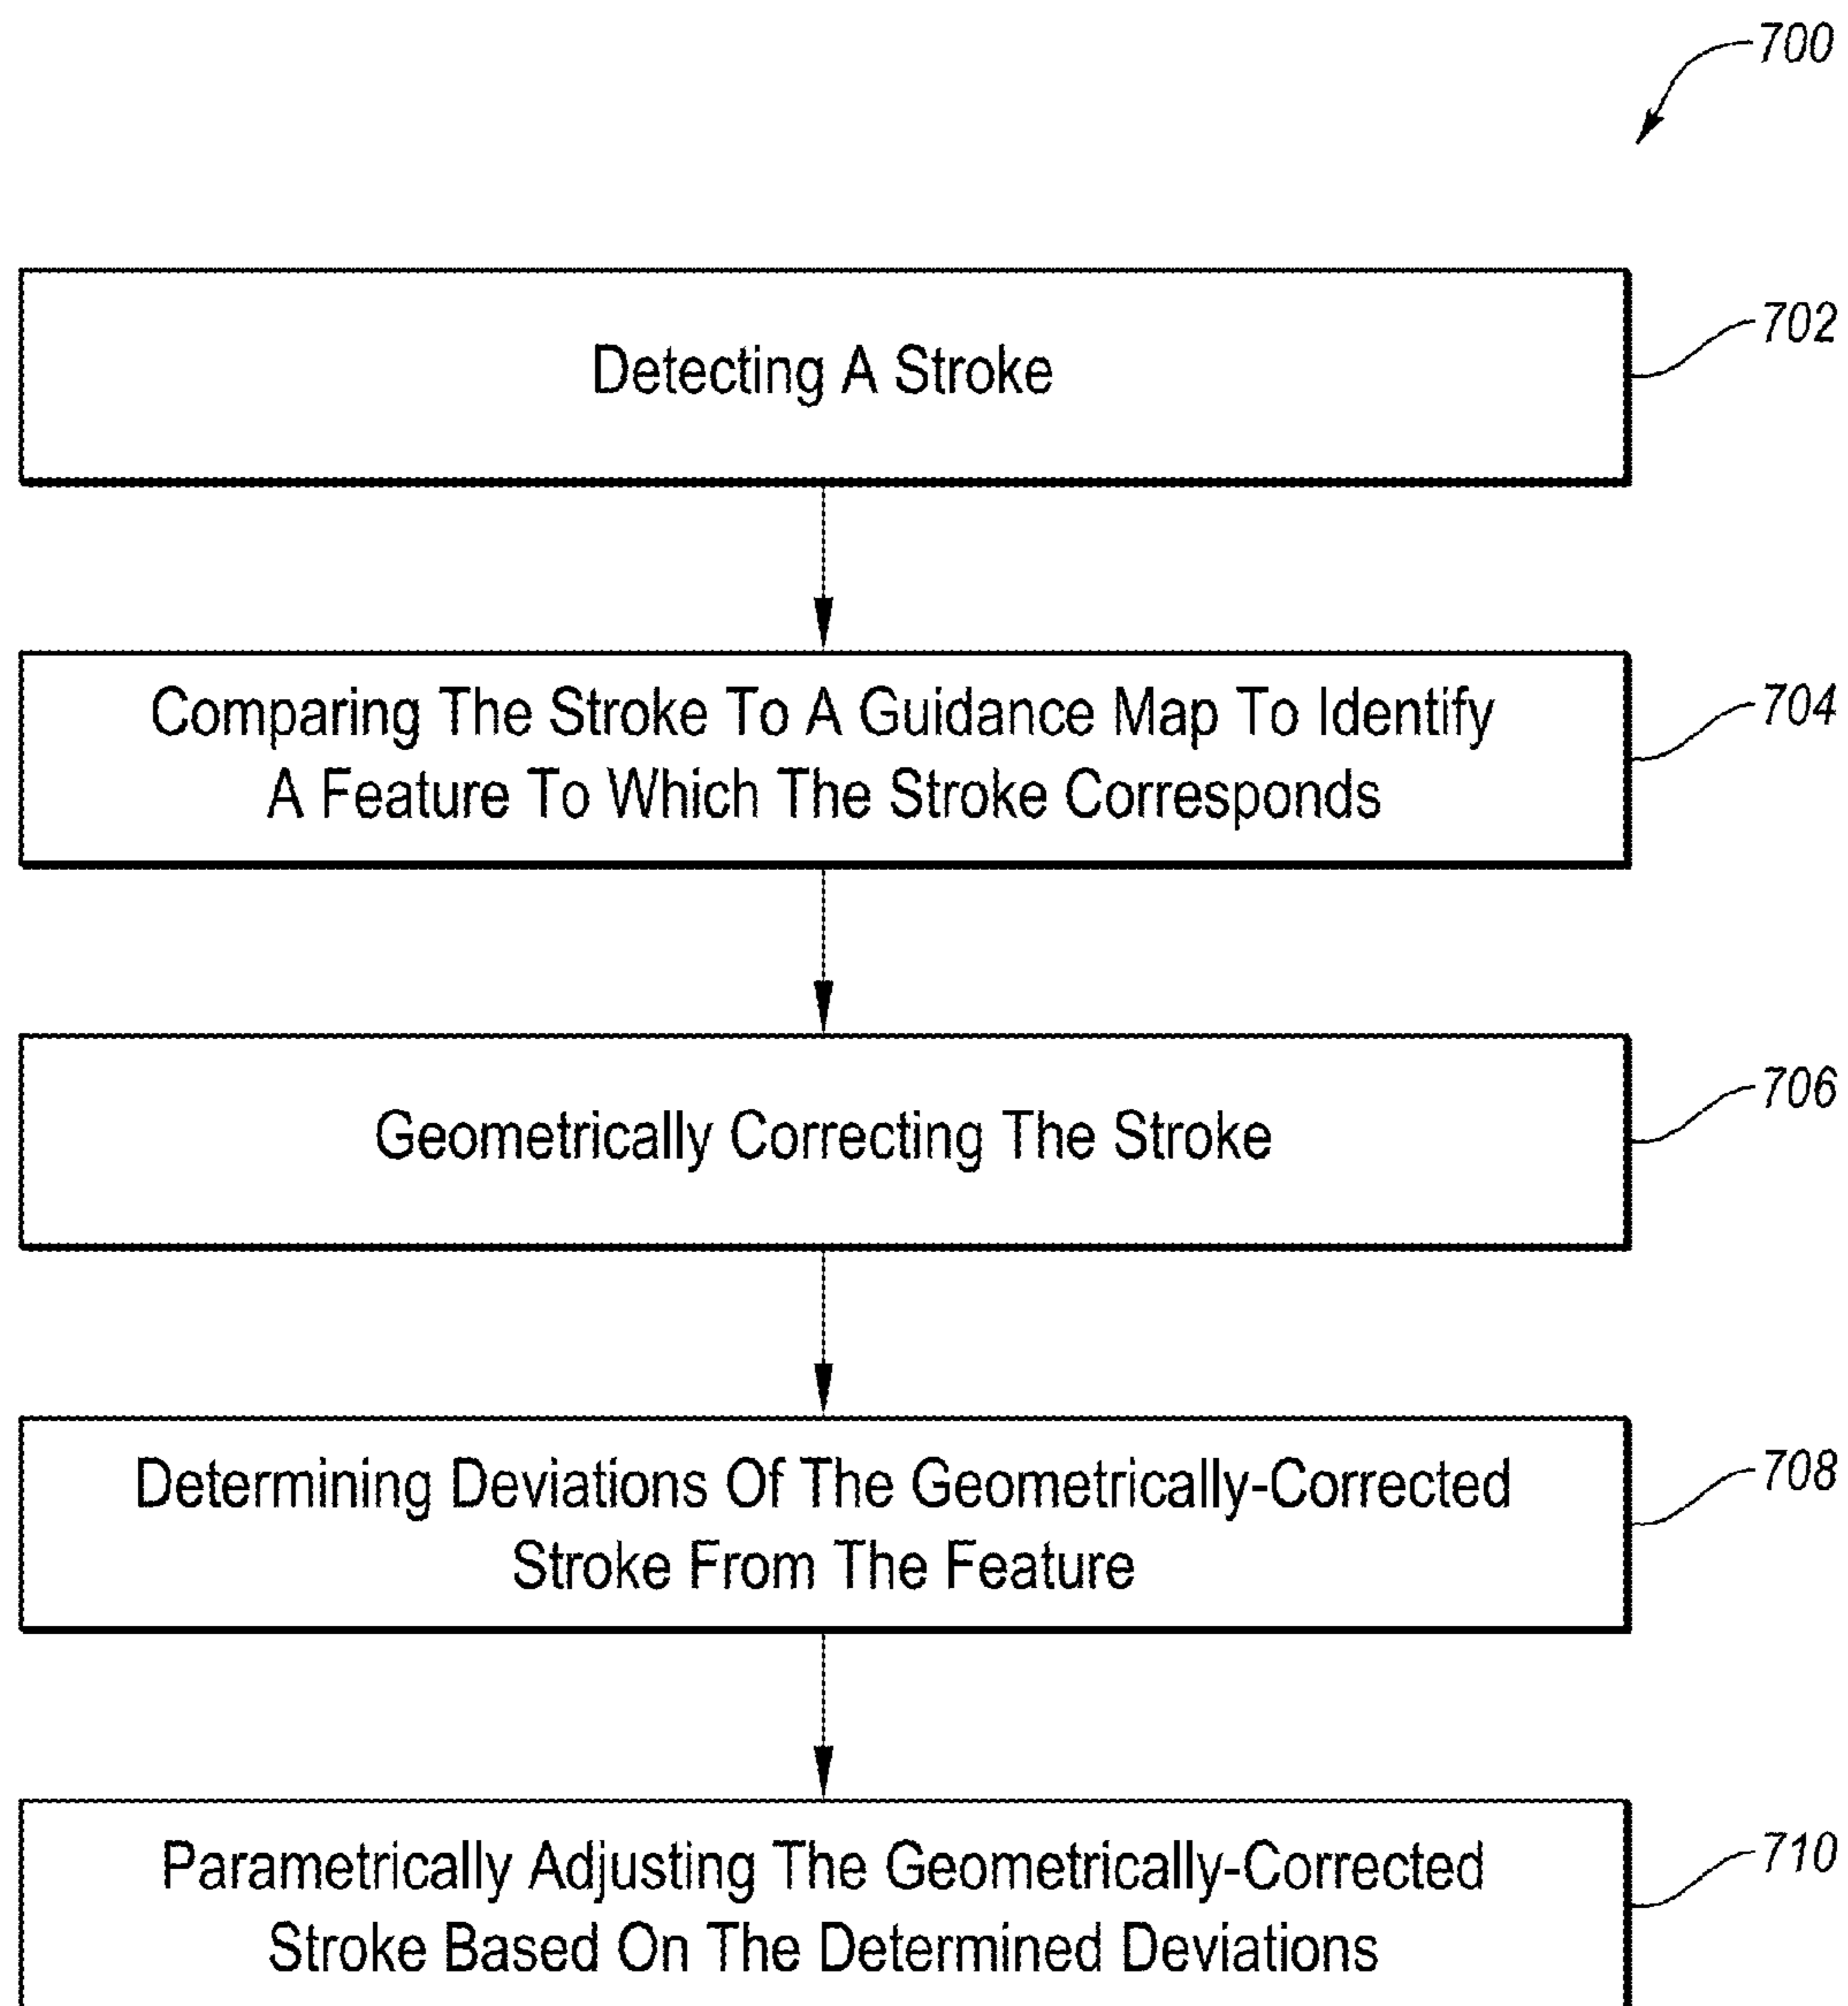 700
Detecting A Stroke
702
Comparing The Stroke To A Guidance Map To Identify
A Feature To Which The Stroke Corresponds
704
Geometrically Correcting The Stroke
706
Determining Deviations Of The Geometrically-Corrected
Stroke From The Feature
708
Parametrically Adjusting The Geometrically-Corrected
Stroke Based On The Determined Deviations
710